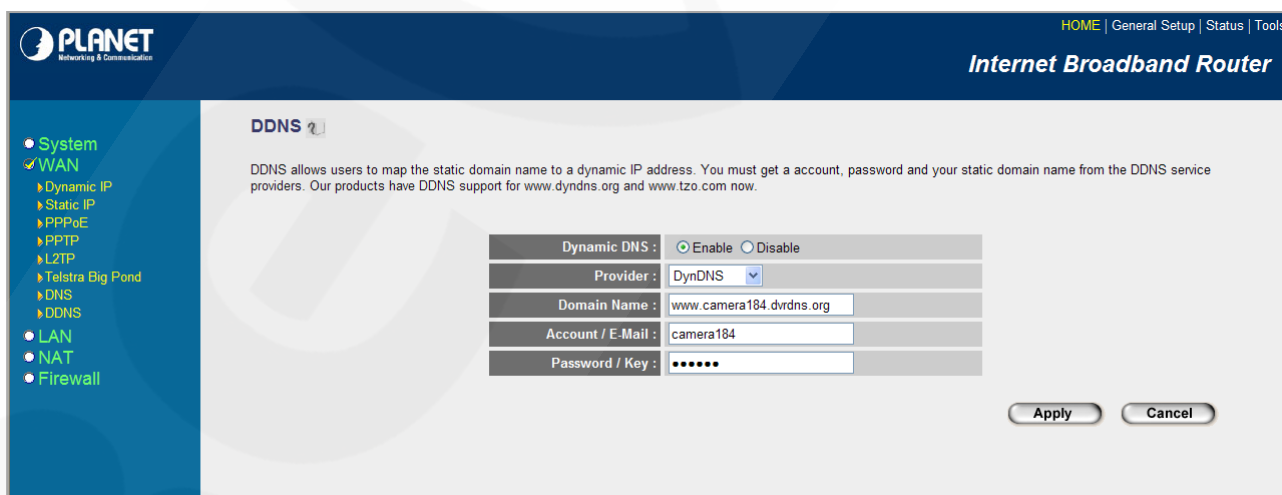 PLANET
Networking & Communication
HOME | General Setup | Status | Tools
Internet Broadband Router
System
WAN
Dynamic IP
Static IP
PPPoE
PPTP
L2TP
Telstra Big Pond
DNS
DDNS
LAN
NAT
Firewall
DDNS
DDNS allows users to map the static domain name to a dynamic IP address. You must get a account, password and your static domain name from the DDNS service
providers. Our products have DDNS support for www.dyndns.org and www.tzo.com now.
Dynamic DNS : Enable Disable
Provider : DynDNS
Domain Name : www.camera184.dvrdns.org
Account / E-Mail : camera184
Password / Key : ••••••
Apply Cancel